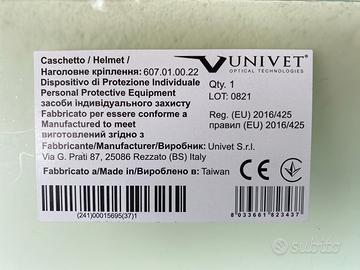 Caschetto / Helmet /
Наголовне кріплення: 607.01.00.22
Dispositivo di Protezione Individuale
Personal Protective Equipment
засоби індивідуального захисту
Fabbricato per essere conforme a
Manufactured to meet
виготовлений згідно з
UNIVET
OPTICAL TECHNOLOGIES
Qty. 1
LOT: 0821
Reg. (EU) 2016/425
правил (EU) 2016/425
Fabbricante/Manufacturer/Виробник: Univet S.r.l.
Via G. Prati 87, 25086 Rezzato (BS) Italy
Fabbricato a/Made in/Вироблено в: Taiwan
CE
(241)00015695(37)1
8 033661 823437
subito